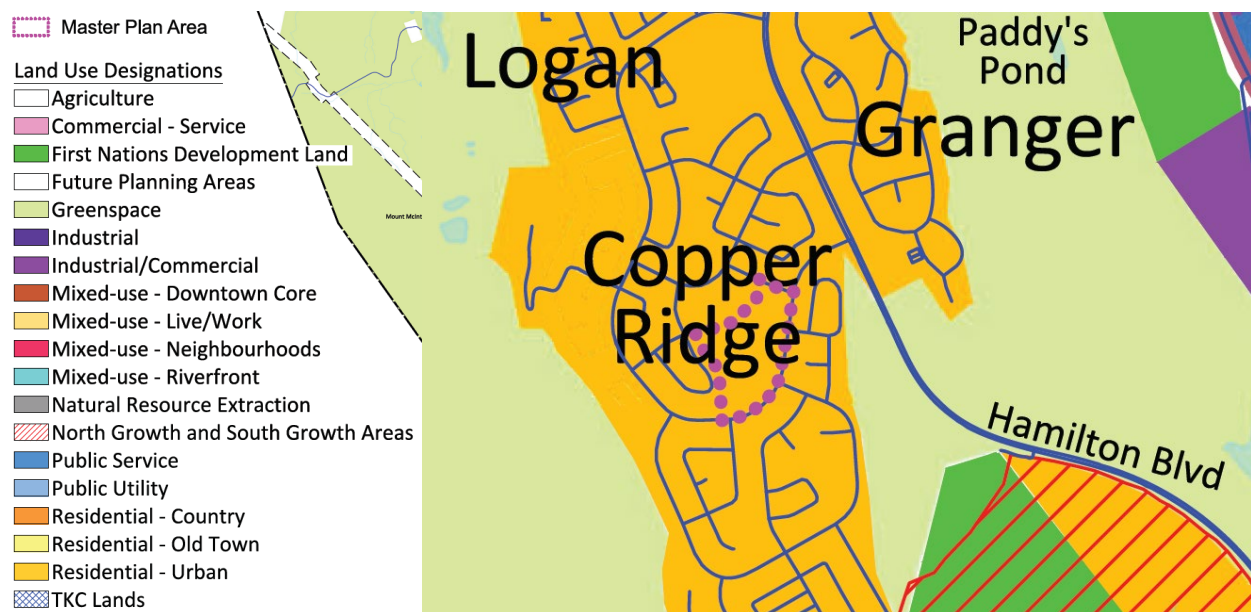 Master Plan Area
Land Use Designations
Agriculture
Commercial - Service
First Nations Development Land
Future Planning Areas
Greenspace
Industrial
Industrial/Commercial
Mixed-use - Downtown Core
Mixed-use - Live/Work
Mixed-use - Neighbourhoods
Mixed-use - Riverfront
Natural Resource Extraction
North Growth and South Growth Areas
Public Service
Public Utility
Residential - Country
Residential - Old Town
Residential - Urban
TKC Lands
Mount McInt
Logan
Paddy's
Pond
Granger
Copper
Ridge
Hamilton Blvd